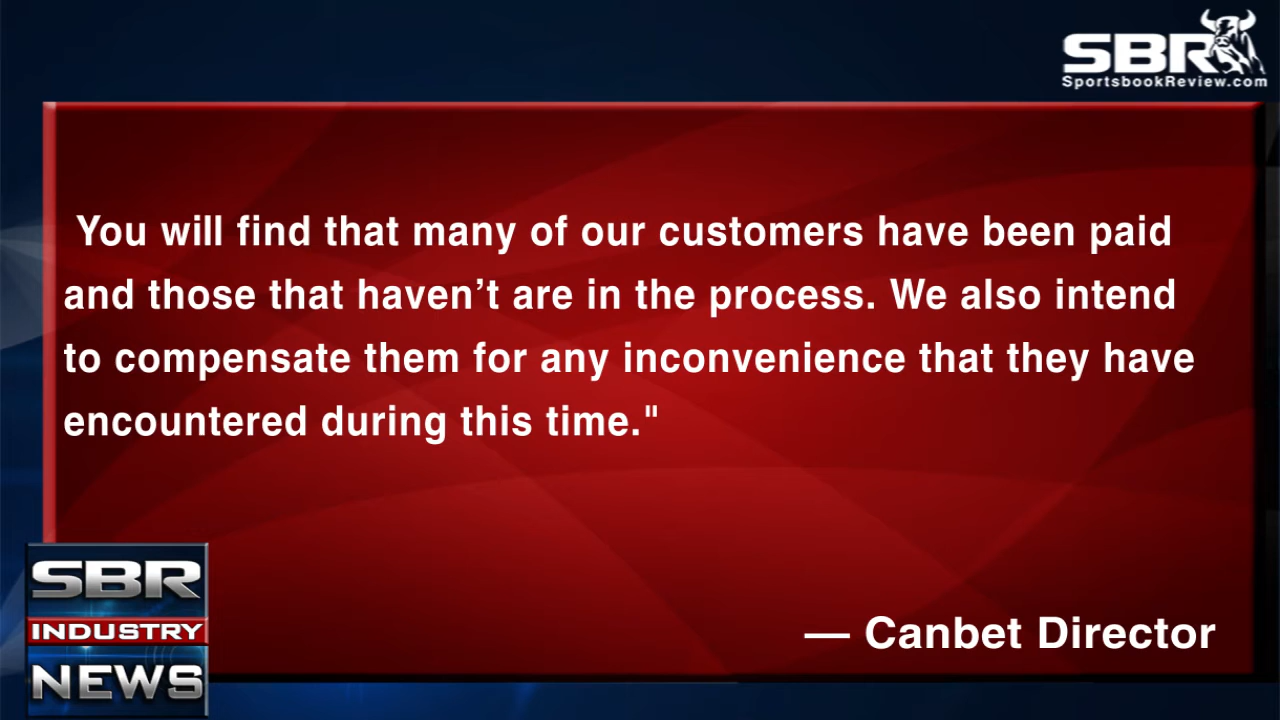 SBR
SportsbookReview.com
You will find that many of our customers have been paid
and those that haven’t are in the process. We also intend
to compensate them for any inconvenience that they have
encountered during this time."
— Canbet Director
SBR
INDUSTRY
NEWS